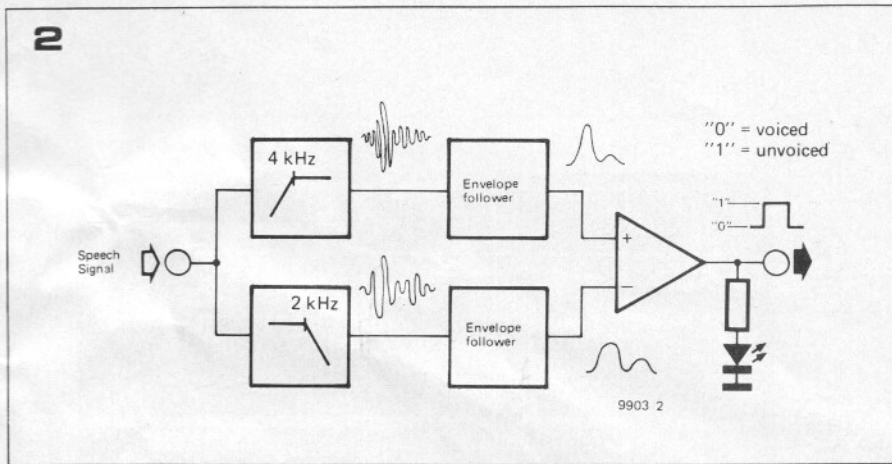 2
4 kHz
"0" = voiced
"1" = unvoiced
Envelope
follower
"1"
"0"
Speech
Signal
+
−
2 kHz
Envelope
follower
9903 2